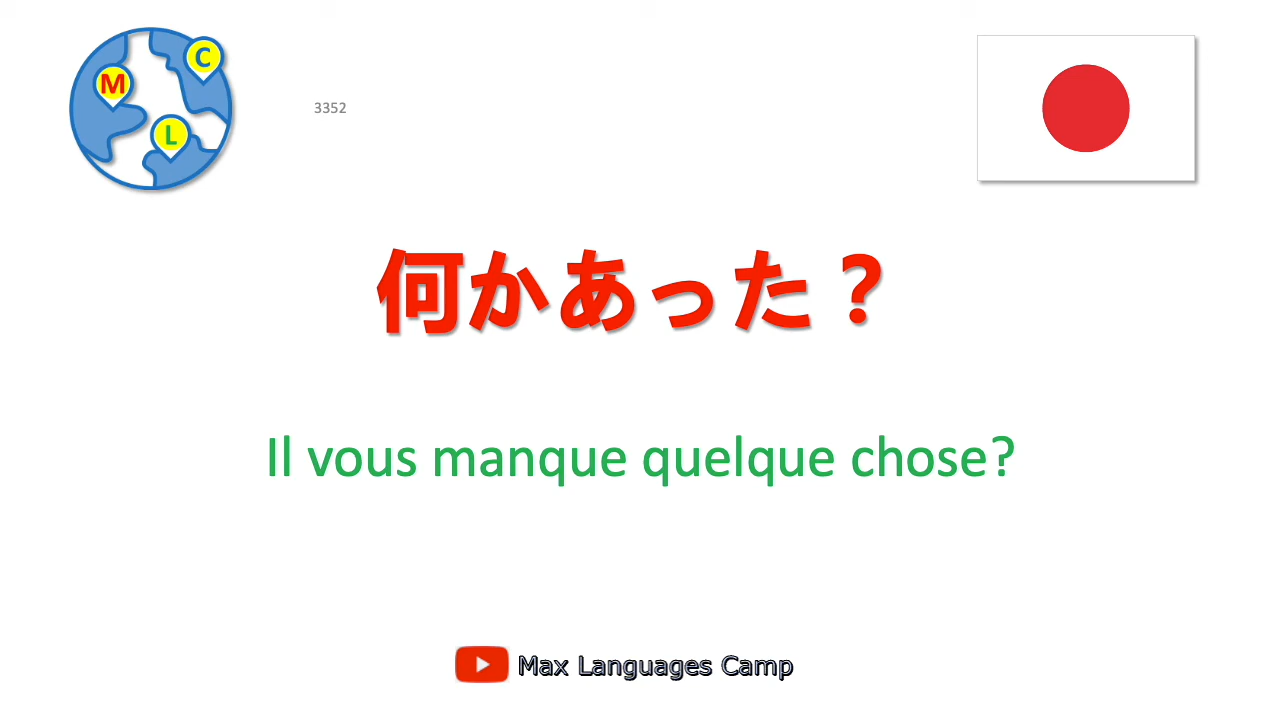 M
C
L
3352
何かあった？
Il vous manque quelque chose?
Max Languages Camp